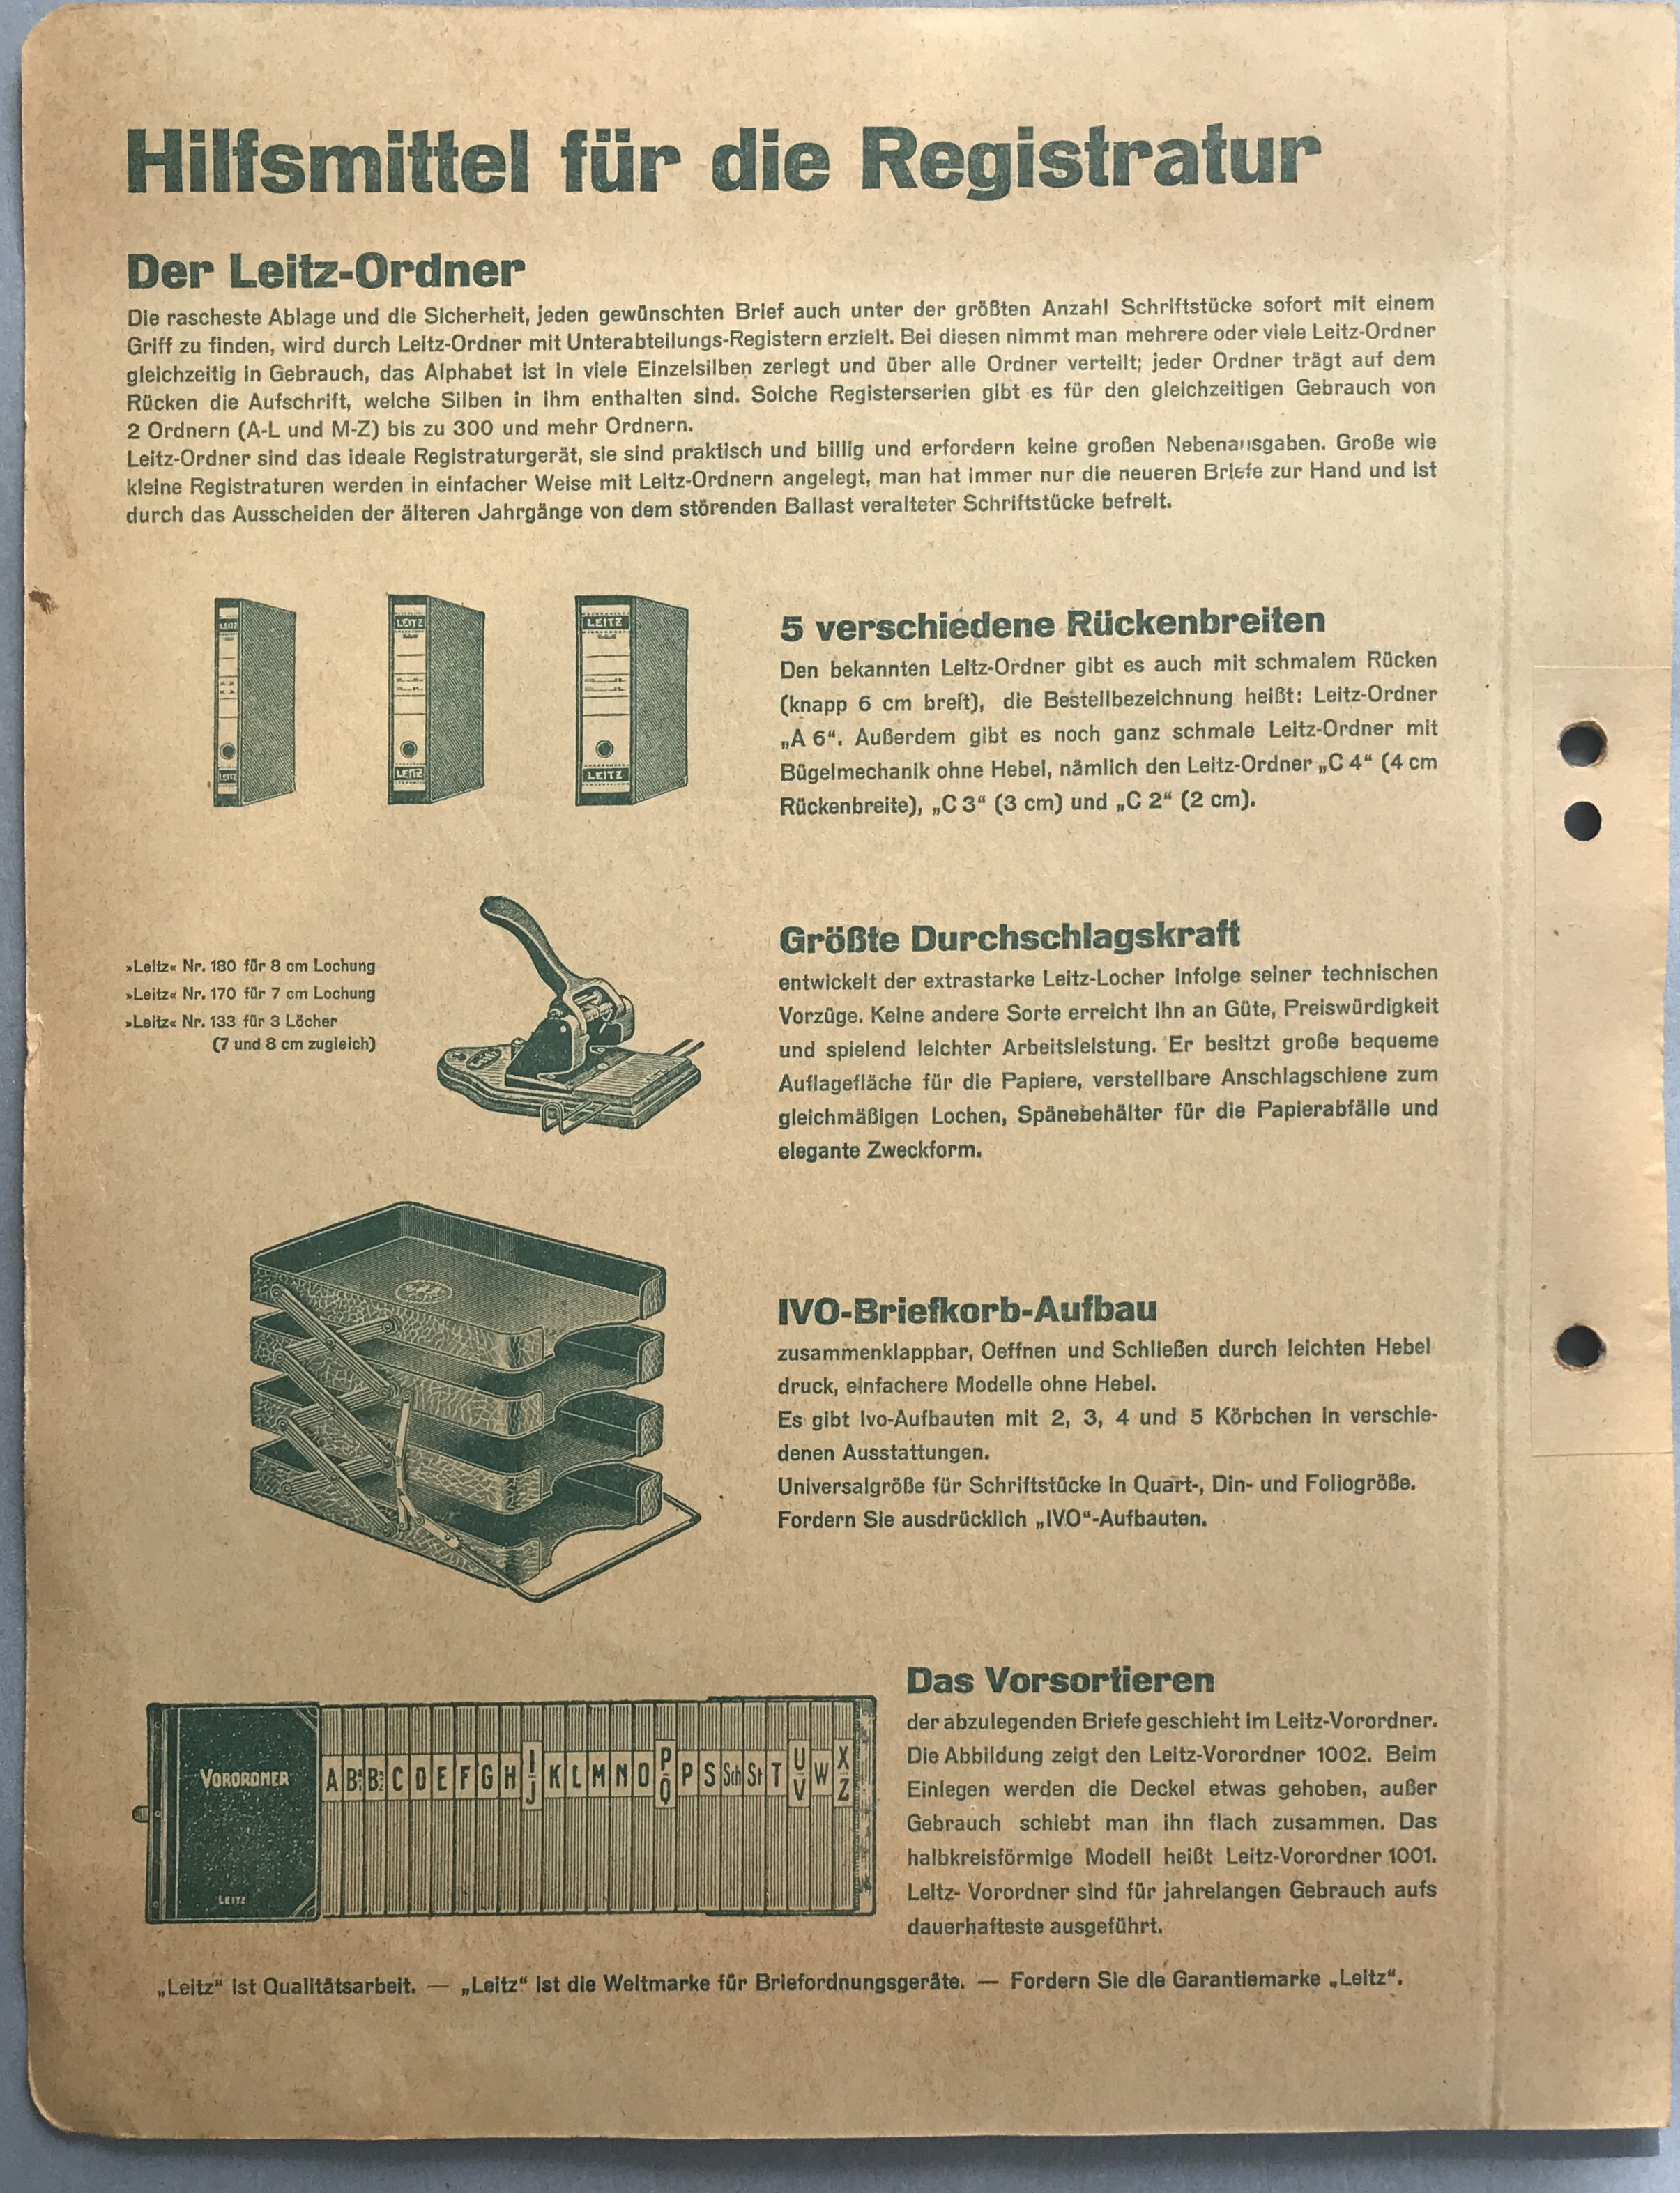 Hilfsmittel für die Registratur
Der Leitz-Ordner
Die rascheste Ablage und die Sicherheit, jeden gewünschten Brief auch unter der größten Anzahl Schriftstücke sofort mit einem
Griff zu finden, wird durch Leitz-Ordner mit Unterabteilungs-Registern erzielt. Bei diesen nimmt man mehrere oder viele Leitz-Ordner
gleichzeitig in Gebrauch, das Alphabet ist in viele Einzelsilben zerlegt und über alle Ordner verteilt; jeder Ordner trägt auf dem
Rücken die Aufschrift, welche Silben in ihm enthalten sind. Solche Registerserien gibt es für den gleichzeitigen Gebrauch von
2 Ordnern (A-L und M-Z) bis zu 300 und mehr Ordnern.
Leitz-Ordner sind das ideale Registraturgerät, sie sind praktisch und billig und erfordern keine großen Nebenausgaben. Große wie
kleine Registraturen werden in einfacher Weise mit Leitz-Ordnern angelegt, man hat immer nur die neueren Briefe zur Hand und ist
durch das Ausscheiden der älteren Jahrgänge von dem störenden Ballast veralteter Schriftstücke befreit.
LEITZ LEITZ LEITZ
LEITZ LEITZ LEITZ
5 verschiedene Rückenbreiten
Den bekannten Leitz-Ordner gibt es auch mit schmalem Rücken
(knapp 6 cm breit), die Bestellbezeichnung heißt: Leitz-Ordner
„A 6“. Außerdem gibt es noch ganz schmale Leitz-Ordner mit
Bügelmechanik ohne Hebel, nämlich den Leitz-Ordner „C 4“ (4 cm
Rückenbreite), „C 3“ (3 cm) und „C 2“ (2 cm).
»Leitz« Nr. 180 für 8 cm Lochung
»Leitz« Nr. 170 für 7 cm Lochung
»Leitz« Nr. 133 für 3 Löcher
(7 und 8 cm zugleich)
Größte Durchschlagskraft
entwickelt der extrastarke Leitz-Locher infolge seiner technischen
Vorzüge. Keine andere Sorte erreicht ihn an Güte, Preiswürdigkeit
und spielend leichter Arbeitsleistung. Er besitzt große bequeme
Auflagefläche für die Papiere, verstellbare Anschlagschiene zum
gleichmäßigen Lochen, Spänebehälter für die Papierabfälle und
elegante Zweckform.
IVO-Briefkorb-Aufbau
zusammenklappbar, Oeffnen und Schließen durch leichten Hebel
druck, einfachere Modelle ohne Hebel.
Es gibt Ivo-Aufbauten mit 2, 3, 4 und 5 Körbchen in verschie-
denen Ausstattungen.
Universalgröße für Schriftstücke in Quart-, Din- und Foliogröße.
Fordern Sie ausdrücklich „IVO“-Aufbauten.
VORORDNER
LEITZ
A B C D E F G H I J K L M N O P Q P S Sch St T U V W X Z
Das Vorsortieren
der abzulegenden Briefe geschieht im Leitz-Vorordner.
Die Abbildung zeigt den Leitz-Vorordner 1002. Beim
Einlegen werden die Deckel etwas gehoben, außer
Gebrauch schiebt man ihn flach zusammen. Das
halbkreisförmige Modell heißt Leitz-Vorordner 1001.
Leitz- Vorordner sind für jahrelangen Gebrauch aufs
dauerhafteste ausgeführt.
„Leitz“ ist Qualitätsarbeit. — „Leitz“ ist die Weltmarke für Briefordnungsgeräte. — Fordern Sie die Garantiemarke „Leitz“.